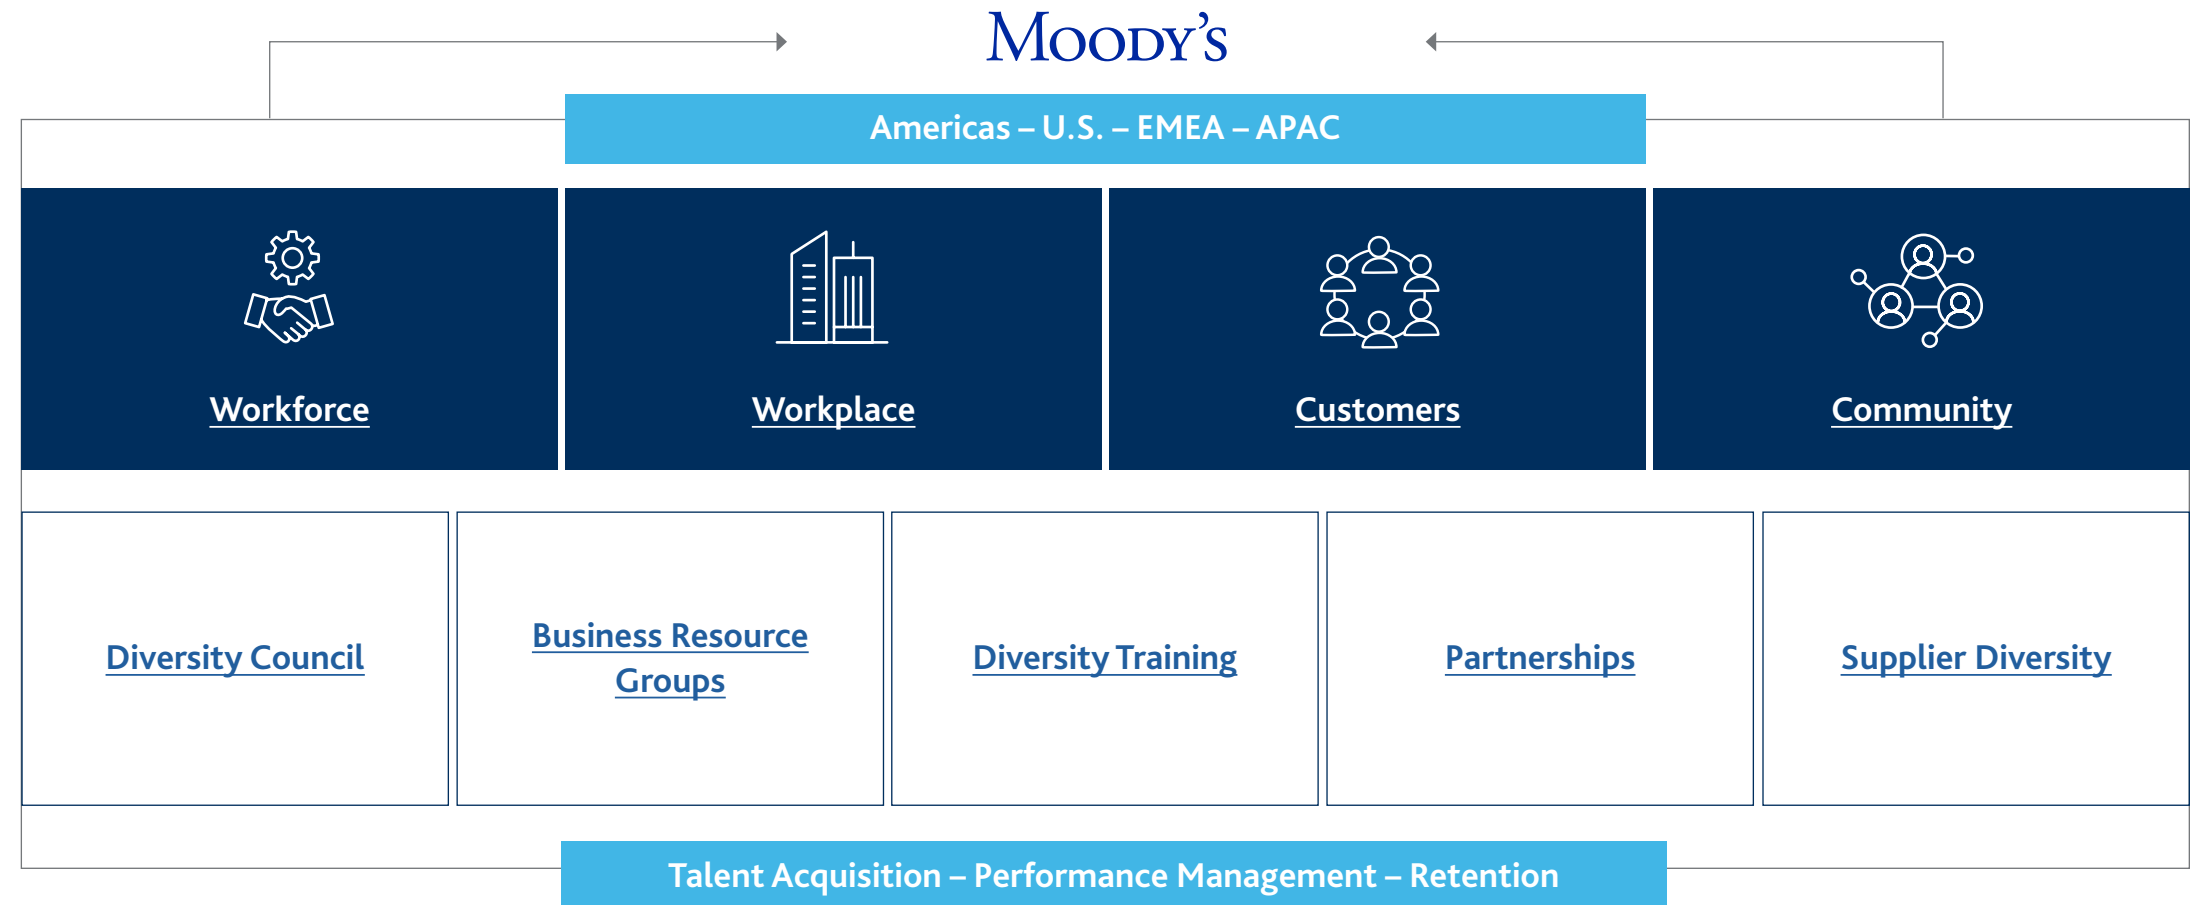 MOODY'S
Americas – U.S. – EMEA – APAC
Workforce
Workplace
Customers
Community
Diversity Council
Business Resource
Groups
Diversity Training
Partnerships
Supplier Diversity
Talent Acquisition – Performance Management – Retention